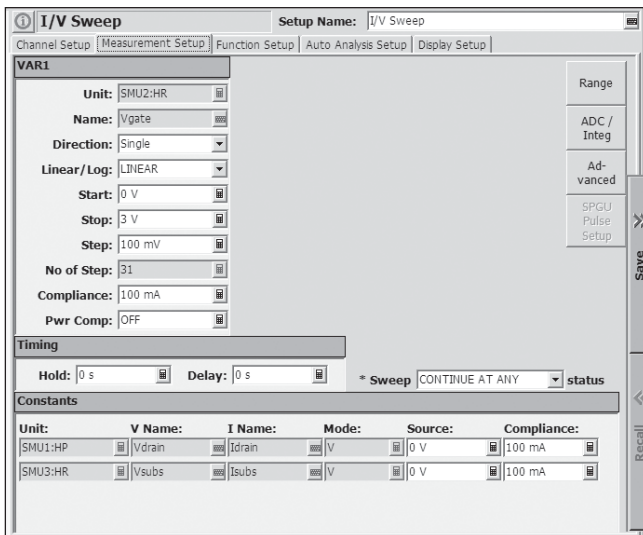 I/V Sweep Setup Name: I/V Sweep
Channel Setup Measurement Setup Function Setup Auto Analysis Setup Display Setup
VAR1
Unit: SMU2:HR
Name: Vgate
Direction: Single
Linear/Log: LINEAR
Start: 0 V
Stop: 3 V
Step: 100 mV
No of Step: 31
Compliance: 100 mA
Pwr Comp: OFF
Range
ADC /
Integ
Ad-
vanced
SPGU
Pulse
Setup
Save
Timing
Hold: 0 s Delay: 0 s * Sweep CONTINUE AT ANY status
Recall
Constants
Unit: V Name: I Name: Mode: Source: Compliance:
SMU1:HP Vdrain Idrain V 0 V 100 mA
SMU3:HR Vsubs Isubs V 0 V 100 mA